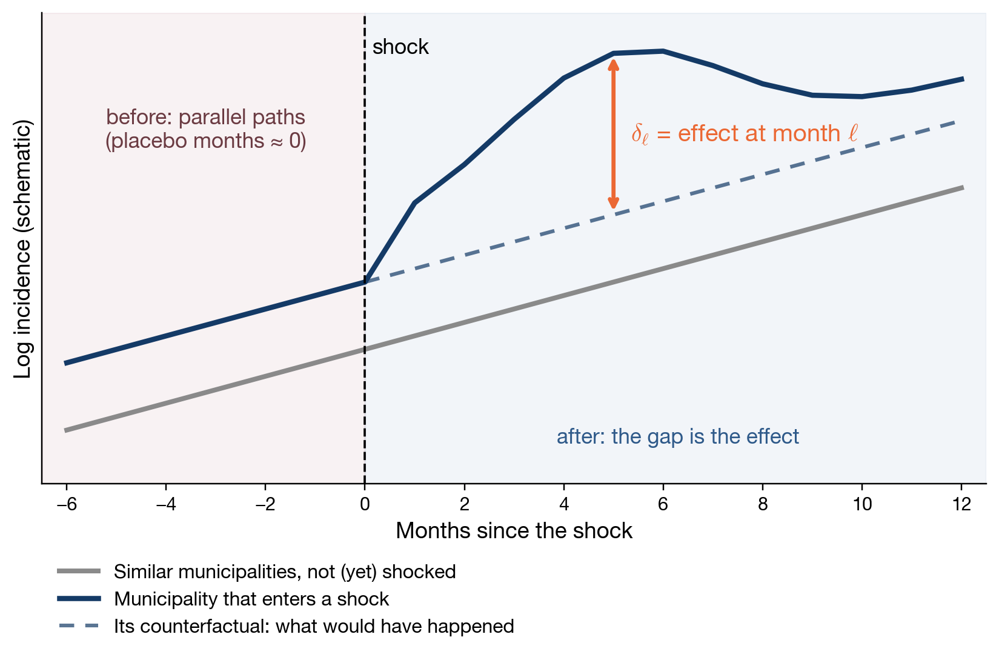 shock
before: parallel paths
(placebo months ≈ 0)
δℓ = effect at month ℓ
after: the gap is the effect
Log incidence (schematic)
−6 −4 −2 0 2 4 6 8 10 12
Months since the shock
Similar municipalities, not (yet) shocked
Municipality that enters a shock
Its counterfactual: what would have happened